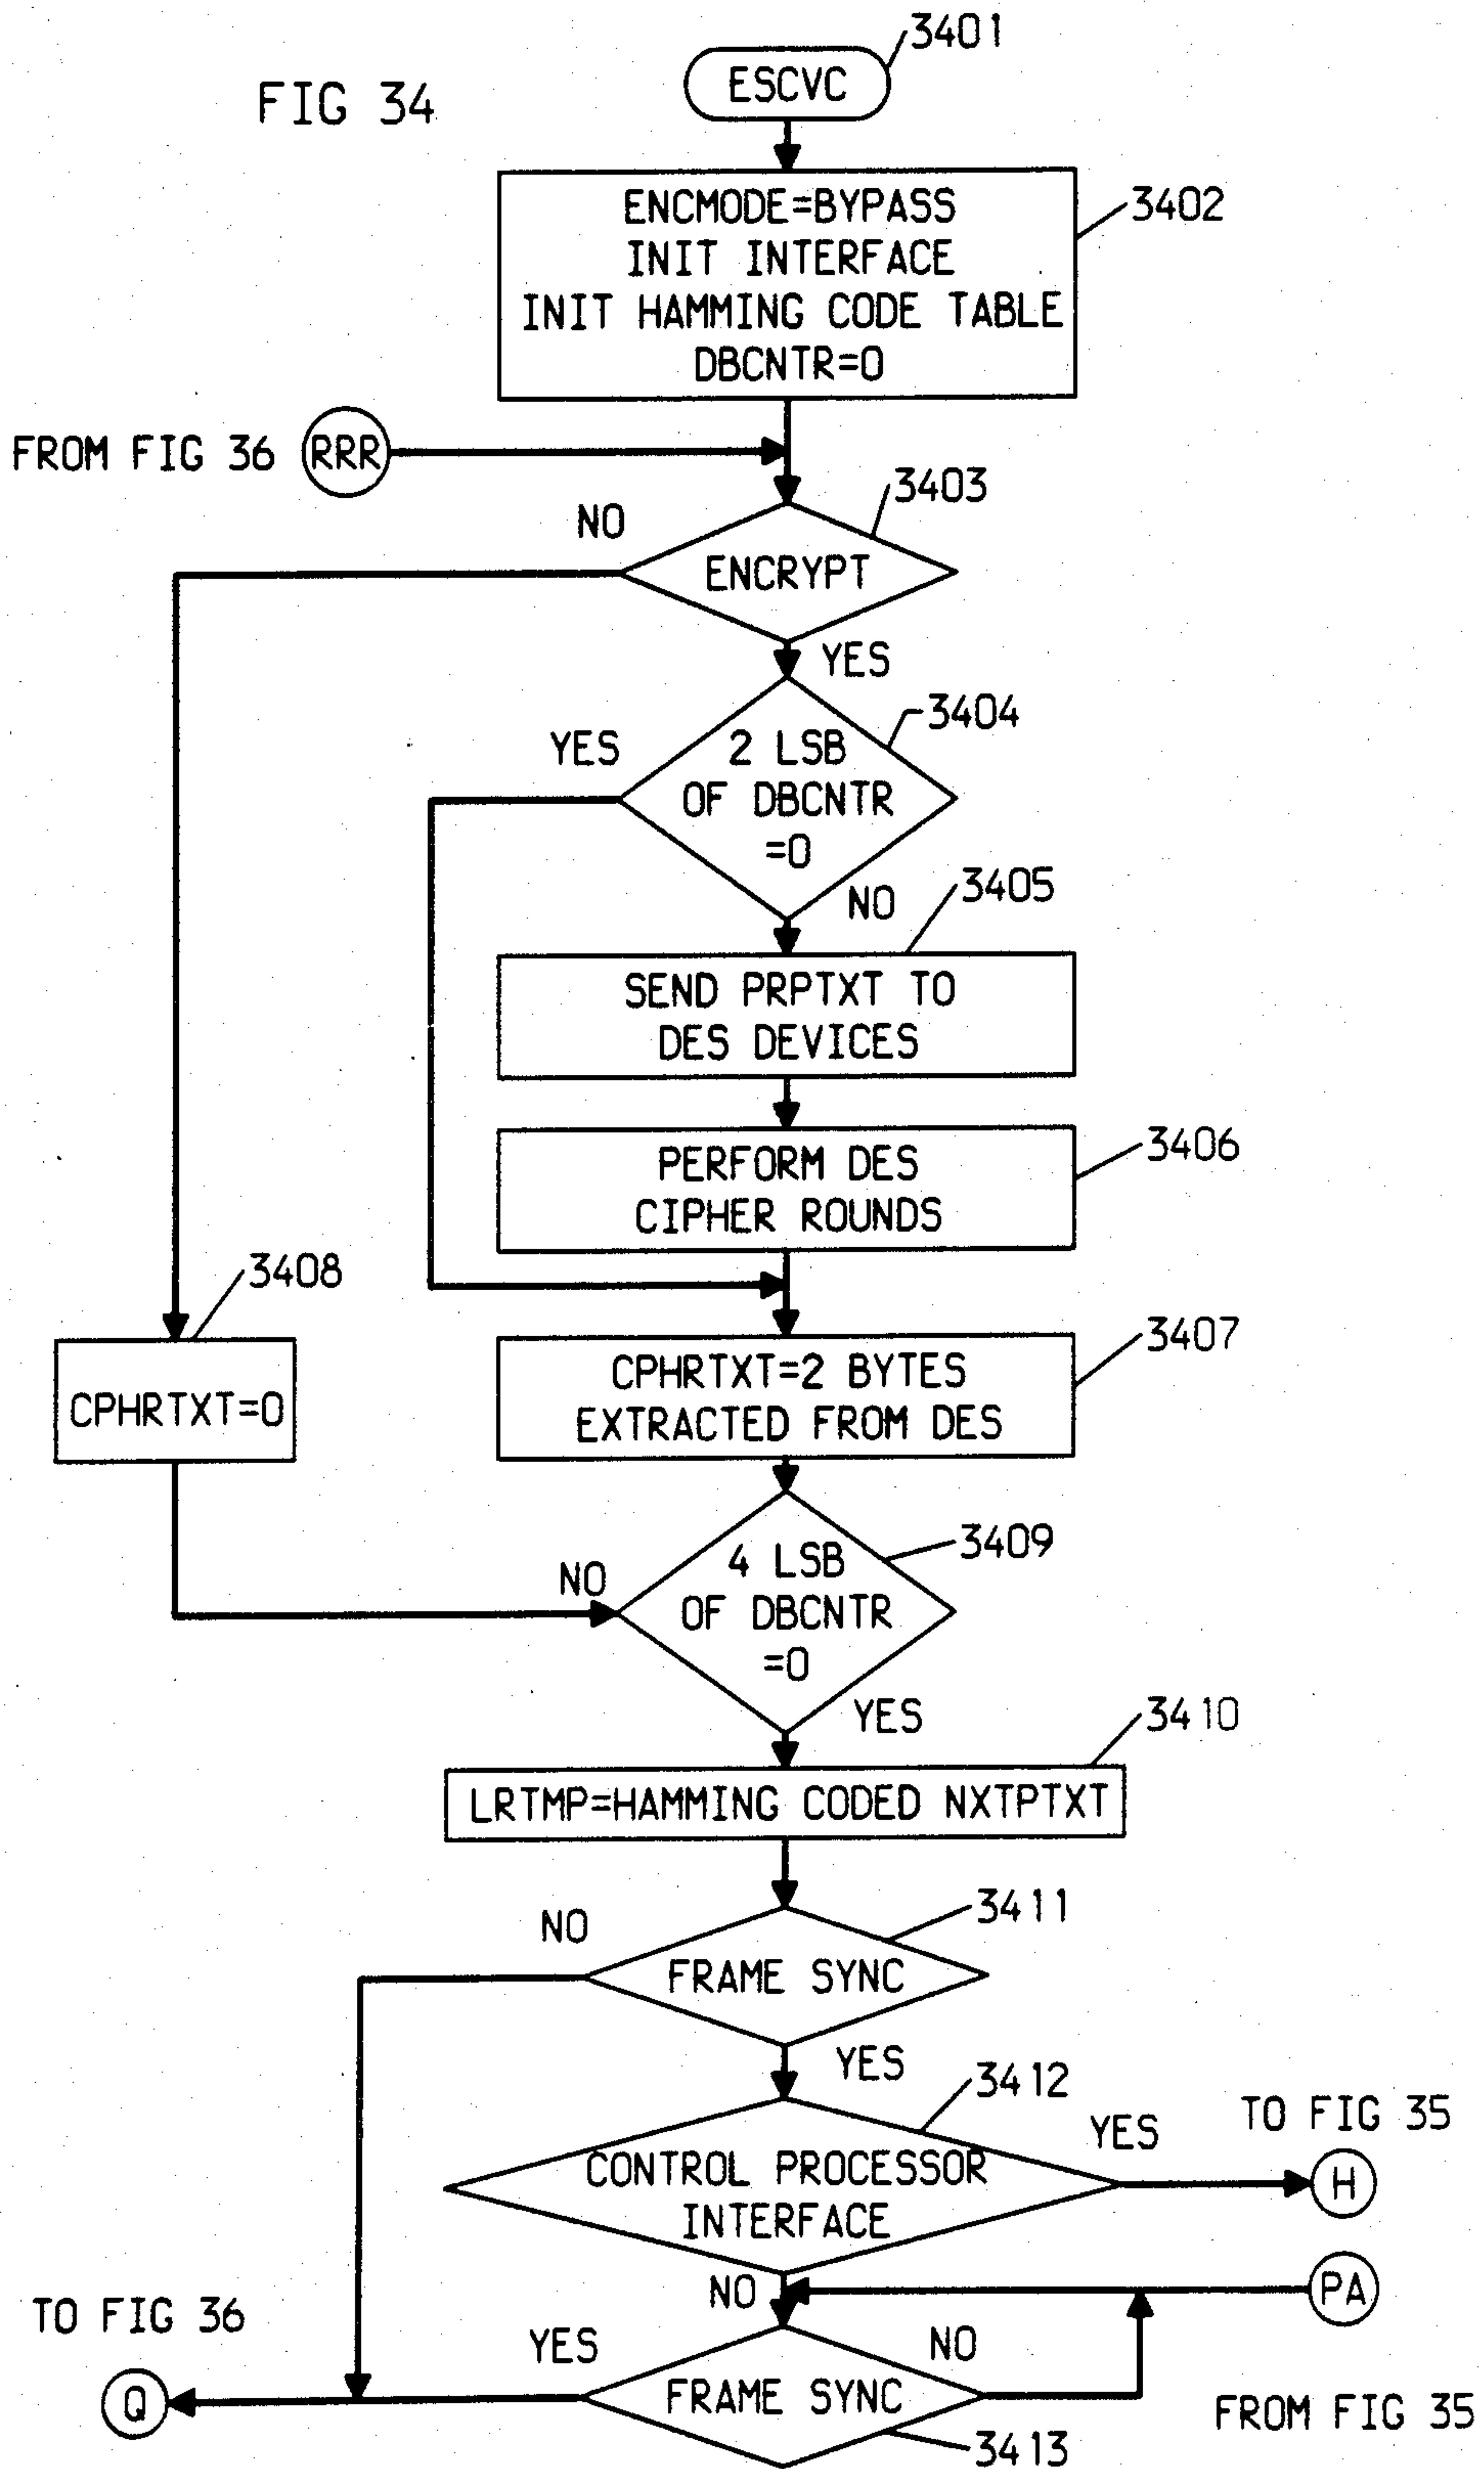 FIG 34
3401
ESCVC
3402
ENCMODE=BYPASS
INIT INTERFACE
INIT HAMMING CODE TABLE
DBCNTR=0
FROM FIG 36
RRR
3403
NO
ENCRYPT
YES
3404
YES
2 LSB
OF DBCNTR
=0
NO
3405
SEND PRPTXT TO
DES DEVICES
3406
PERFORM DES
CIPHER ROUNDS
3408
CPHRTXT=0
3407
CPHRTXT=2 BYTES
EXTRACTED FROM DES
3409
NO
4 LSB
OF DBCNTR
=0
YES
3410
LRTMP=HAMMING CODED NXTPTXT
3411
NO
FRAME SYNC
YES
3412
CONTROL PROCESSOR
INTERFACE
YES
TO FIG 35
H
NO
PA
TO FIG 36
YES
NO
Q
FRAME SYNC
FROM FIG 35
3413